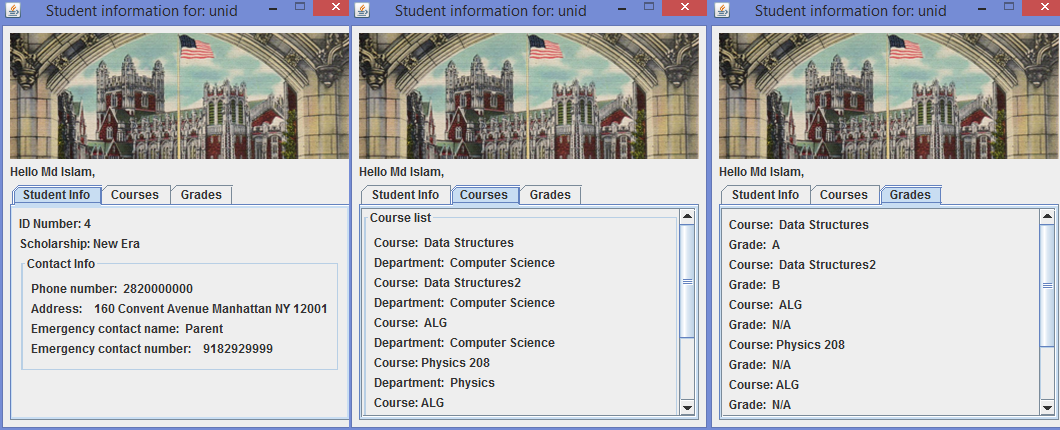 Student information for: unid
Hello Md Islam,
Student Info Courses Grades
ID Number: 4
Scholarship: New Era
Contact Info
Phone number: 2820000000
Address: 160 Convent Avenue Manhattan NY 12001
Emergency contact name: Parent
Emergency contact number: 9182929999
Student information for: unid
Hello Md Islam,
Student Info Courses Grades
Course list
Course: Data Structures
Department: Computer Science
Course: Data Structures2
Department: Computer Science
Course: ALG
Department: Computer Science
Course: Physics 208
Department: Physics
Course: ALG
Student information for: unid
Hello Md Islam,
Student Info Courses Grades
Course: Data Structures
Grade: A
Course: Data Structures2
Grade: B
Course: ALG
Grade: N/A
Course: Physics 208
Grade: N/A
Course: ALG
Grade: N/A